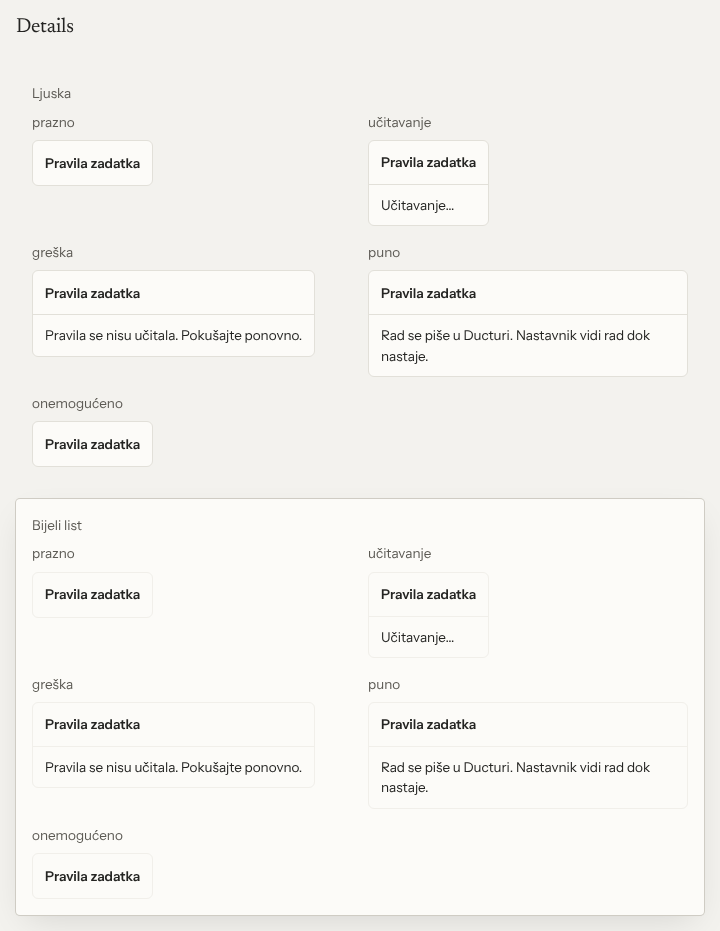 Details
Ljuska
prazno
učitavanje
Pravila zadatka
Pravila zadatka
Učitavanje…
greška
puno
Pravila zadatka
Pravila zadatka
Pravila se nisu učitala. Pokušajte ponovno.
Rad se piše u Ducturi. Nastavnik vidi rad dok
nastaje.
onemogućeno
Pravila zadatka
Bijeli list
prazno
učitavanje
Pravila zadatka
Pravila zadatka
Učitavanje…
greška
puno
Pravila zadatka
Pravila zadatka
Pravila se nisu učitala. Pokušajte ponovno.
Rad se piše u Ducturi. Nastavnik vidi rad dok
nastaje.
onemogućeno
Pravila zadatka